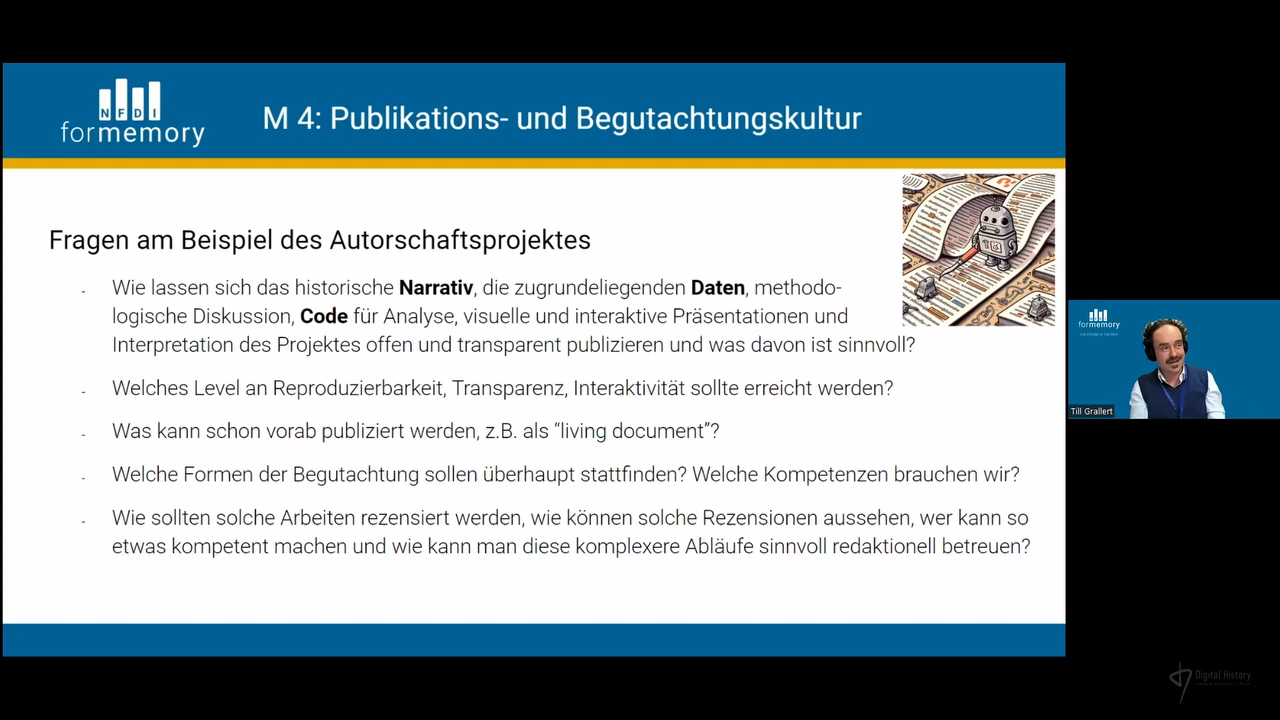 NFDI
formemory
M 4: Publikations- und Begutachtungskultur
Fragen am Beispiel des Autorschaftsprojektes
- Wie lassen sich das historische Narrativ, die zugrundeliegenden Daten, methodo-
logische Diskussion, Code für Analyse, visuelle und interaktive Präsentationen und
Interpretation des Projektes offen und transparent publizieren und was davon ist sinnvoll?
- Welches Level an Reproduzierbarkeit, Transparenz, Interaktivität sollte erreicht werden?
- Was kann schon vorab publiziert werden, z.B. als “living document”?
- Welche Formen der Begutachtung sollen überhaupt stattfinden? Welche Kompetenzen brauchen wir?
- Wie sollten solche Arbeiten rezensiert werden, wie können solche Rezensionen aussehen, wer kann so
etwas kompetent machen und wie kann man diese komplexere Abläufe sinnvoll redaktionell betreuen?
formemory
Till Grallert
Digital History